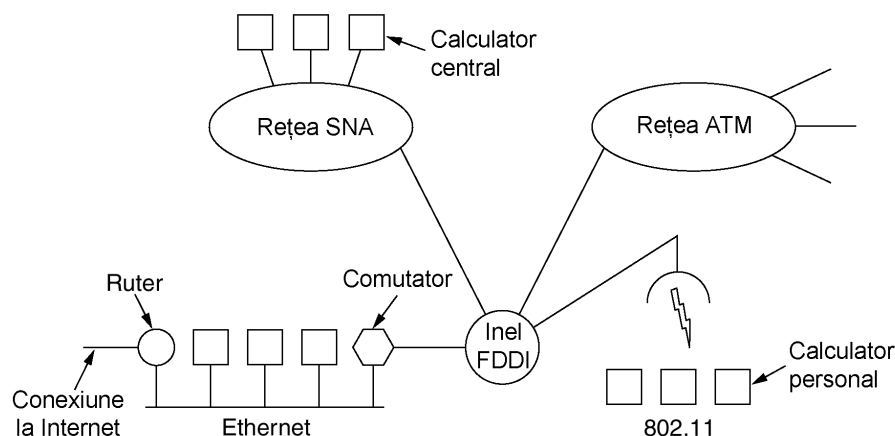 Calculator
central
Rețea SNA
Rețea ATM
Ruter
Comutator
Inel
FDDI
Calculator
personal
Conexiune
la Internet
Ethernet
802.11